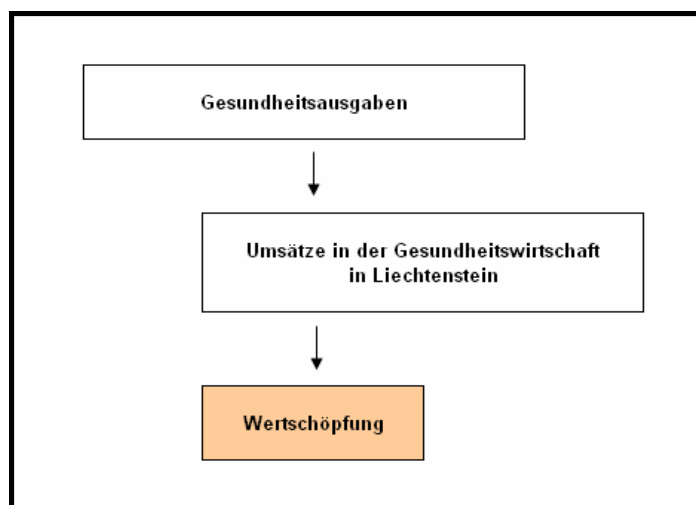 Gesundheitsausgaben
Umsätze in der Gesundheitswirtschaft
in Liechtenstein
Wertschöpfung